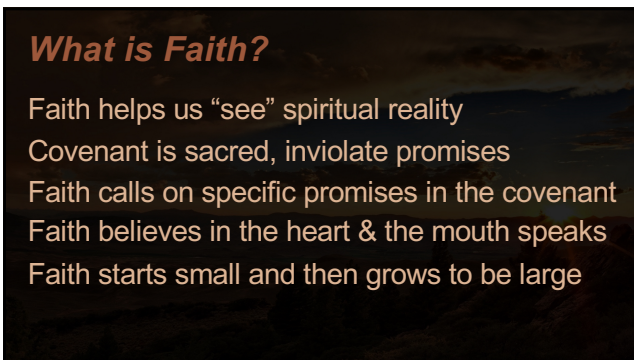 What is Faith?
Faith helps us “see” spiritual reality
Covenant is sacred, inviolate promises
Faith calls on specific promises in the covenant
Faith believes in the heart & the mouth speaks
Faith starts small and then grows to be large